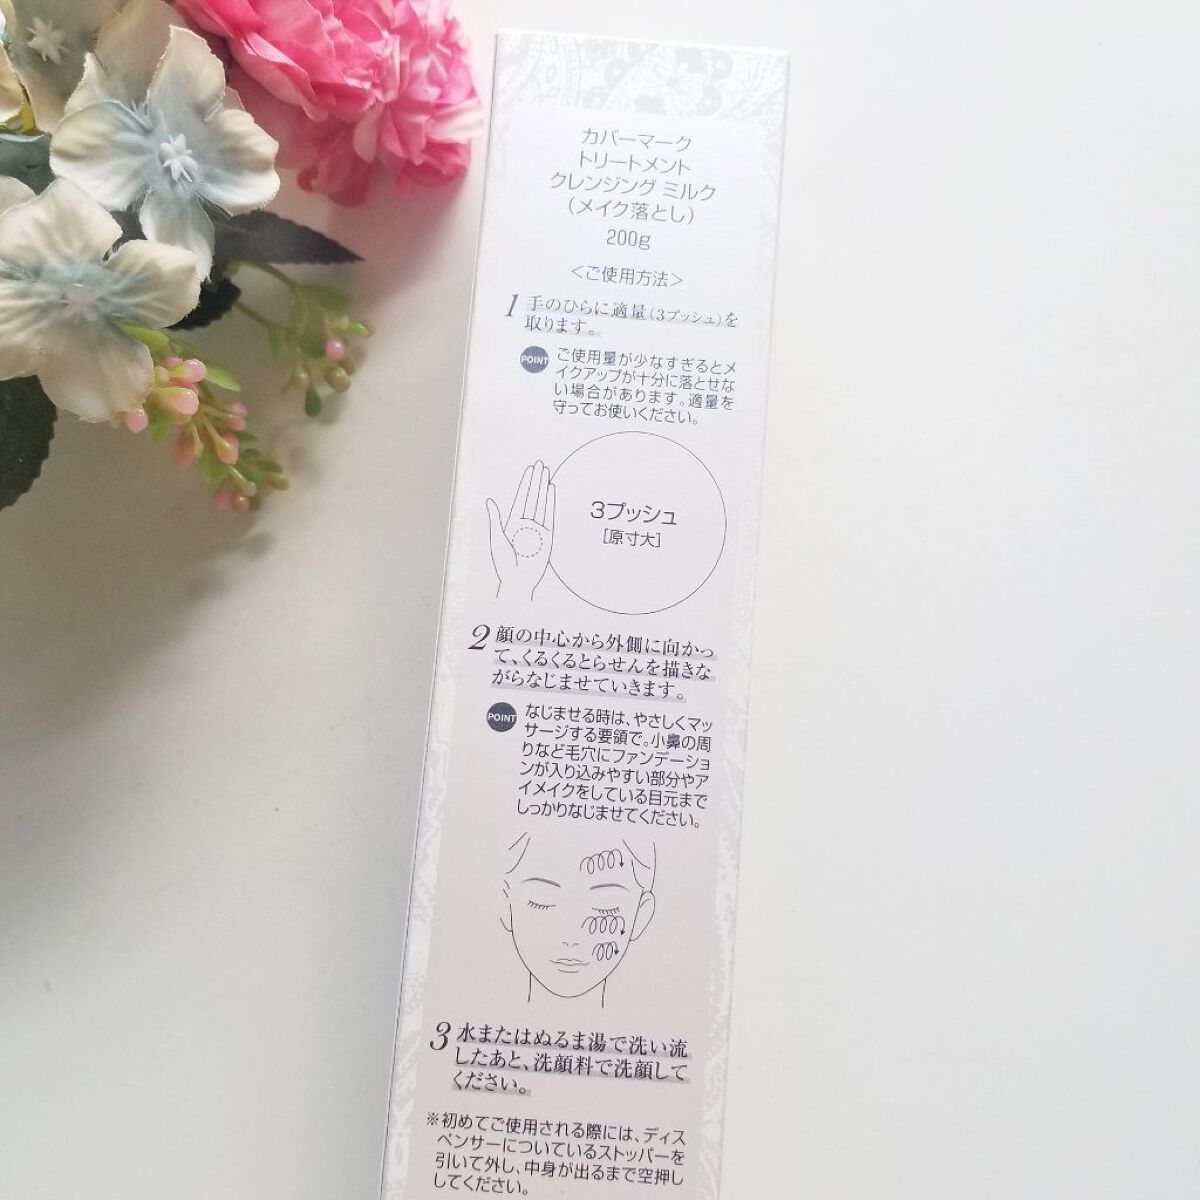 カバーマーク
トリートメント
クレンジング ミルク
（メイク落とし）
200g
＜ご使用方法＞
1 手のひらに適量（3プッシュ）を
取ります。
POINT ご使用量が少なすぎるとメ
イクアップが十分に落とせな
い場合があります。適量を
守ってお使いください。
3プッシュ
［原寸大］
2 顔の中心から外側に向かっ
て、くるくるとらせんを描きな
がらなじませていきます。
POINT なじませる時は、やさしくマッ
サージする要領で。小鼻の周
りなど毛穴にファンデーショ
ンが入り込みやすい部分やア
イメイクをしている目元まで
しっかりなじませてください。
3 水またはぬるま湯で洗い流
したあと、洗顔料で洗顔して
ください。
※初めてご使用される際には、ディス
ペンサーについているストッパーを
引いて外し、中身が出るまで空押し
してください。